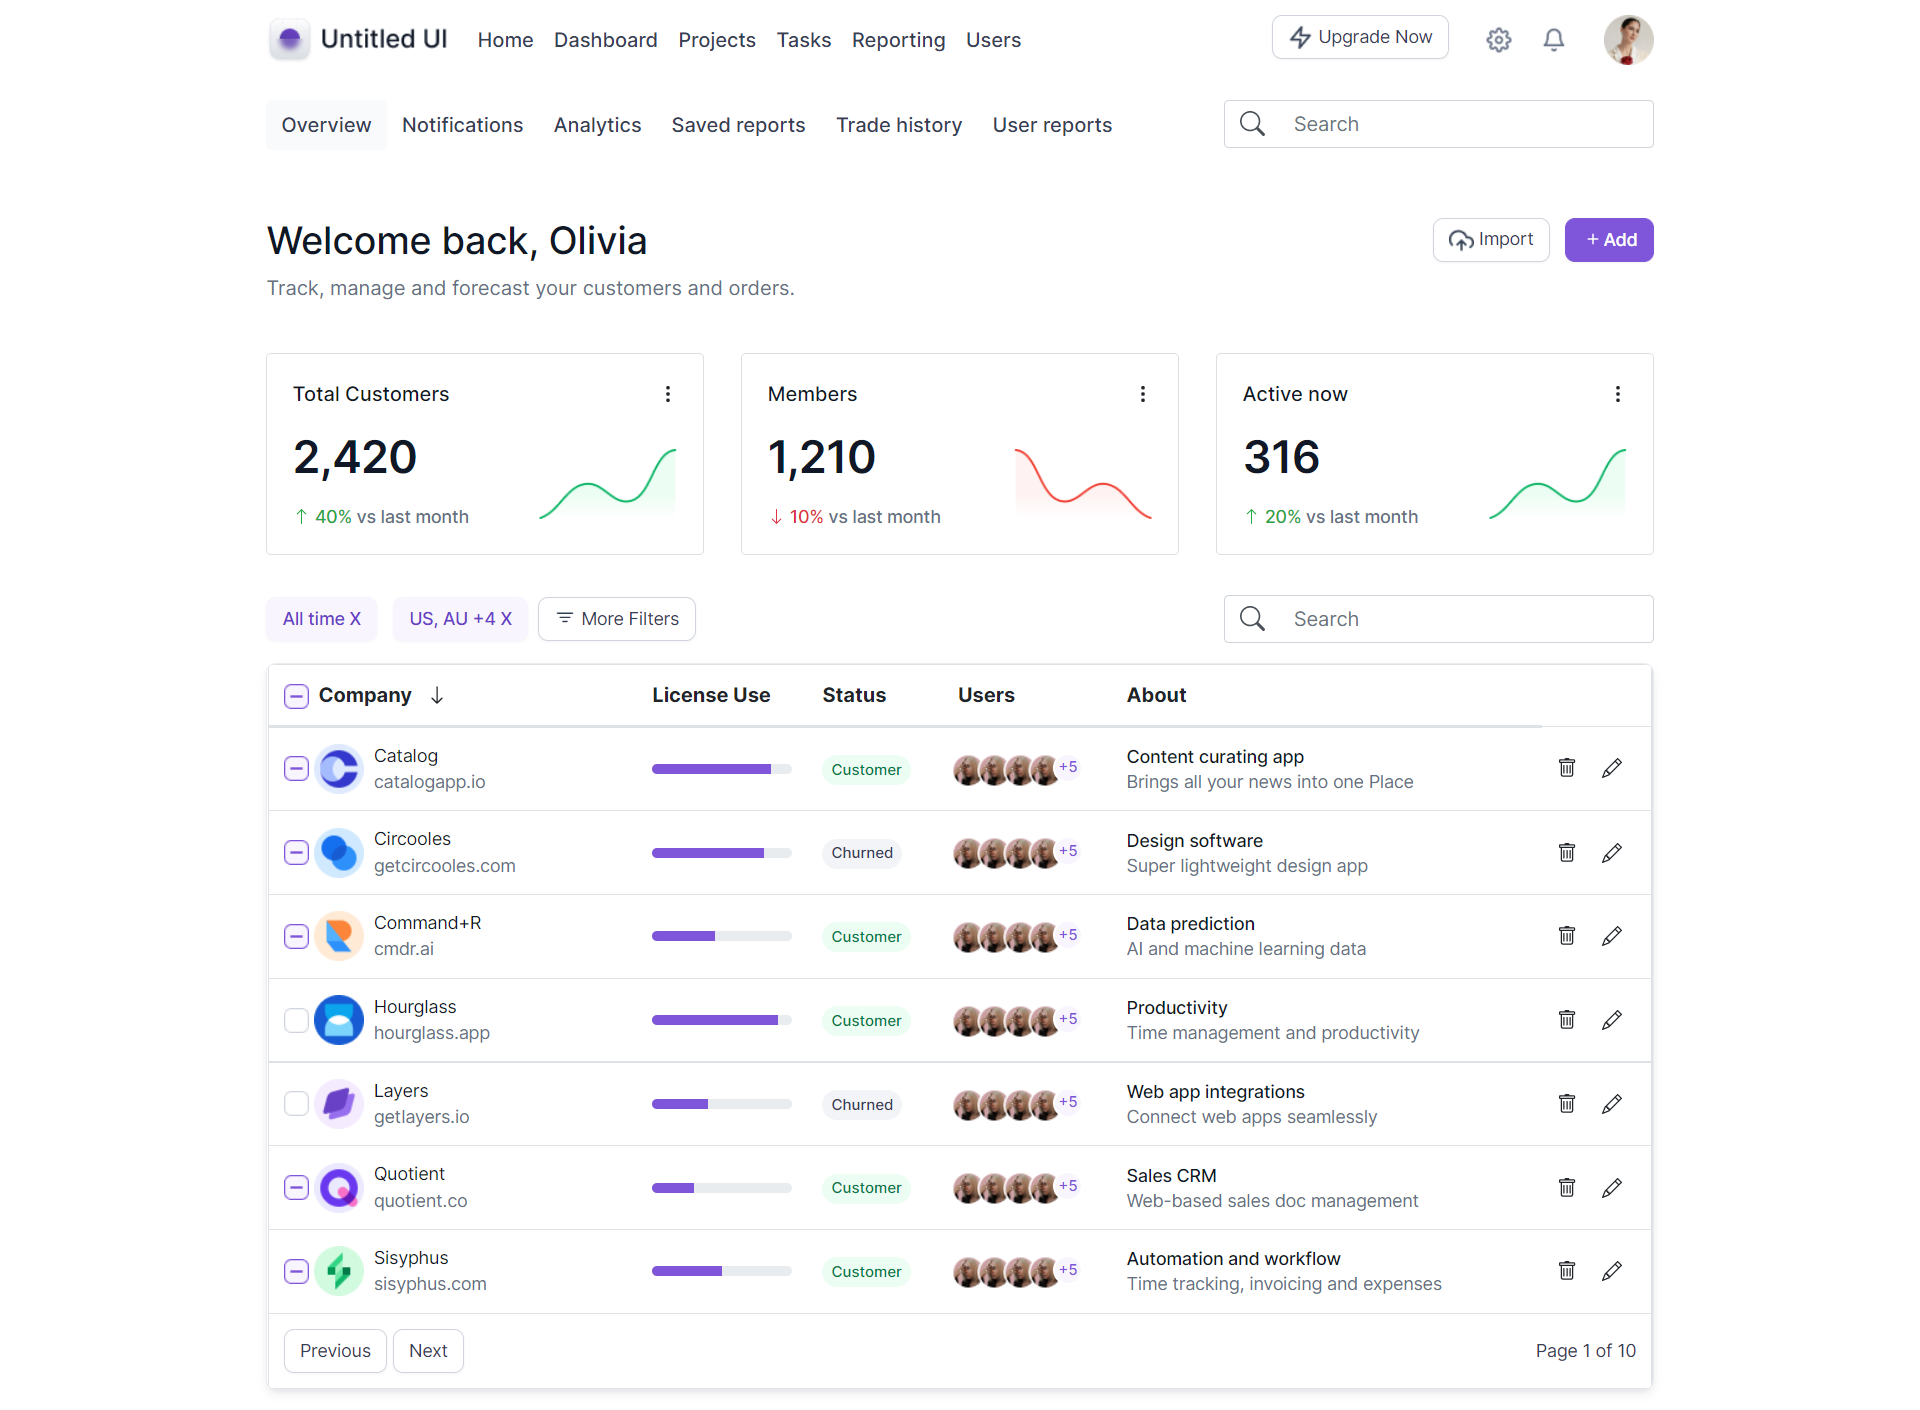 Untitled UI Home Dashboard Projects Tasks Reporting Users Upgrade Now
Overview Notifications Analytics Saved reports Trade history User reports Search
Welcome back, Olivia
Import + Add
Track, manage and forecast your customers and orders.
Total Customers
2,420
↑ 40% vs last month
Members
1,210
↓ 10% vs last month
Active now
316
↑ 20% vs last month
All time X US, AU +4 X More Filters Search
Company ↓ License Use Status Users About
Catalog
catalogapp.io
Customer
+5
Content curating app
Brings all your news into one Place
Circooles
getcircooles.com
Churned
+5
Design software
Super lightweight design app
Command+R
cmdr.ai
Customer
+5
Data prediction
AI and machine learning data
Hourglass
hourglass.app
Customer
+5
Productivity
Time management and productivity
Layers
getlayers.io
Churned
+5
Web app integrations
Connect web apps seamlessly
Quotient
quotient.co
Customer
+5
Sales CRM
Web-based sales doc management
Sisyphus
sisyphus.com
Customer
+5
Automation and workflow
Time tracking, invoicing and expenses
Previous Next Page 1 of 10